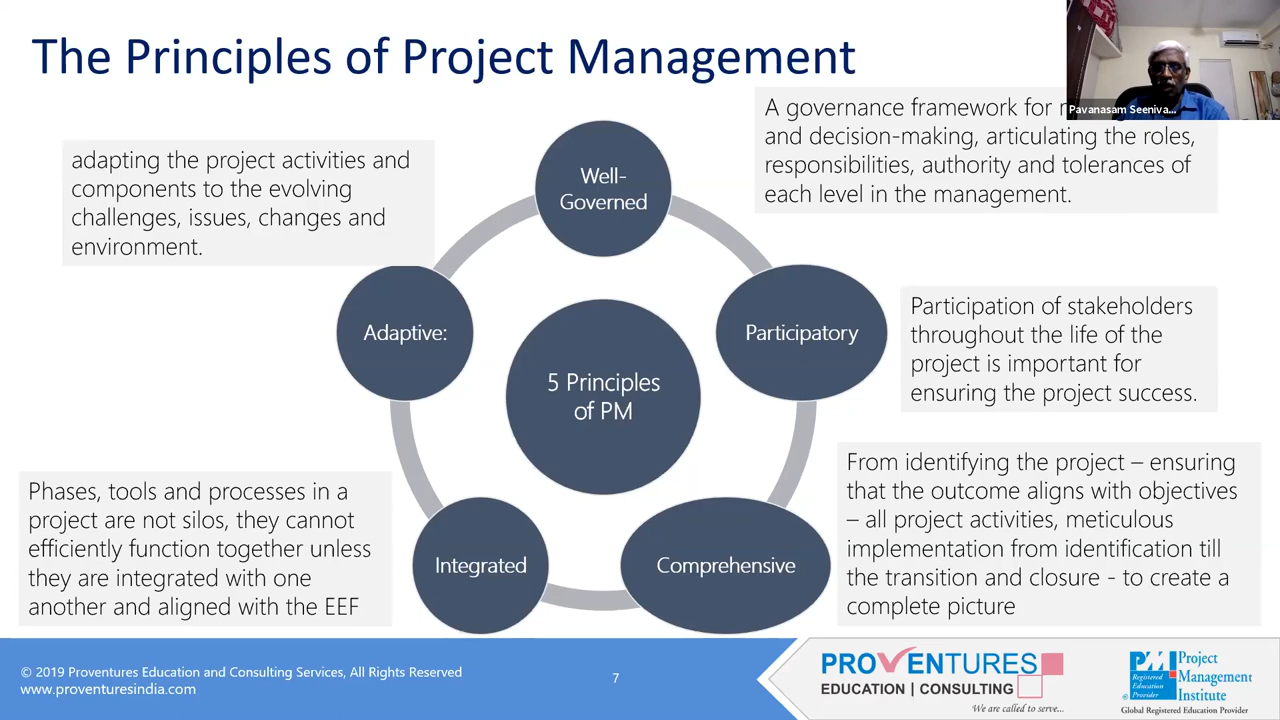 The Principles of Project Management
Pavanasam Seeniva...
A governance framework for
and decision-making, articulating the roles,
responsibilities, authority and tolerances of
each level in the management.
adapting the project activities and
components to the evolving
challenges, issues, changes and
environment.
Well-
Governed
Adaptive:
Participatory
Participation of stakeholders
throughout the life of the
project is important for
ensuring the project success.
5 Principles
of PM
From identifying the project – ensuring
that the outcome aligns with objectives
– all project activities, meticulous
implementation from identification till
the transition and closure - to create a
complete picture
Phases, tools and processes in a
project are not silos, they cannot
efficiently function together unless
they are integrated with one
another and aligned with the EEF
Integrated
Comprehensive
© 2019 Proventures Education and Consulting Services, All Rights Reserved
www.proventuresindia.com
7
PROVENTURES
EDUCATION | CONSULTING
We are called to serve...
PMI
Registered
Education
Provider
®
Project
Management
Institute
Global Registered Education Provider